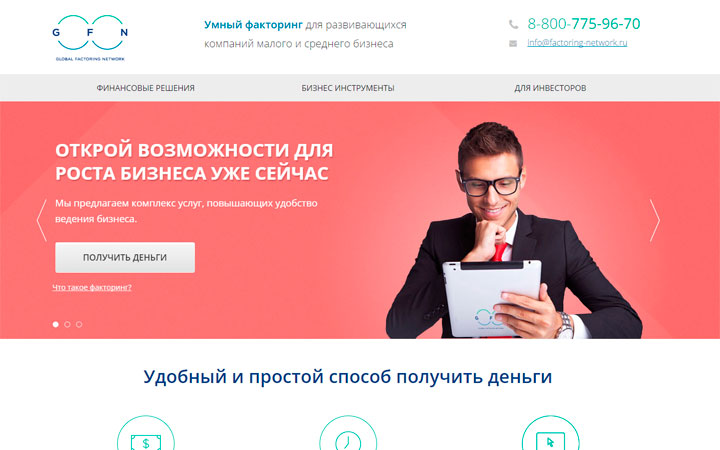 G F N
GLOBAL FACTORING NETWORK
Умный факторинг для развивающихся
компаний малого и среднего бизнеса
8-800-775-96-70
info@factoring-network.ru
ФИНАНСОВЫЕ РЕШЕНИЯ
БИЗНЕС ИНСТРУМЕНТЫ
ДЛЯ ИНВЕСТОРОВ
ОТКРОЙ ВОЗМОЖНОСТИ ДЛЯ
РОСТА БИЗНЕСА УЖЕ СЕЙЧАС
Мы предлагаем комплекс услуг, повышающих удобство
ведения бизнеса.
ПОЛУЧИТЬ ДЕНЬГИ
Что такое факторинг?
G F N
Удобный и простой способ получить деньги
$